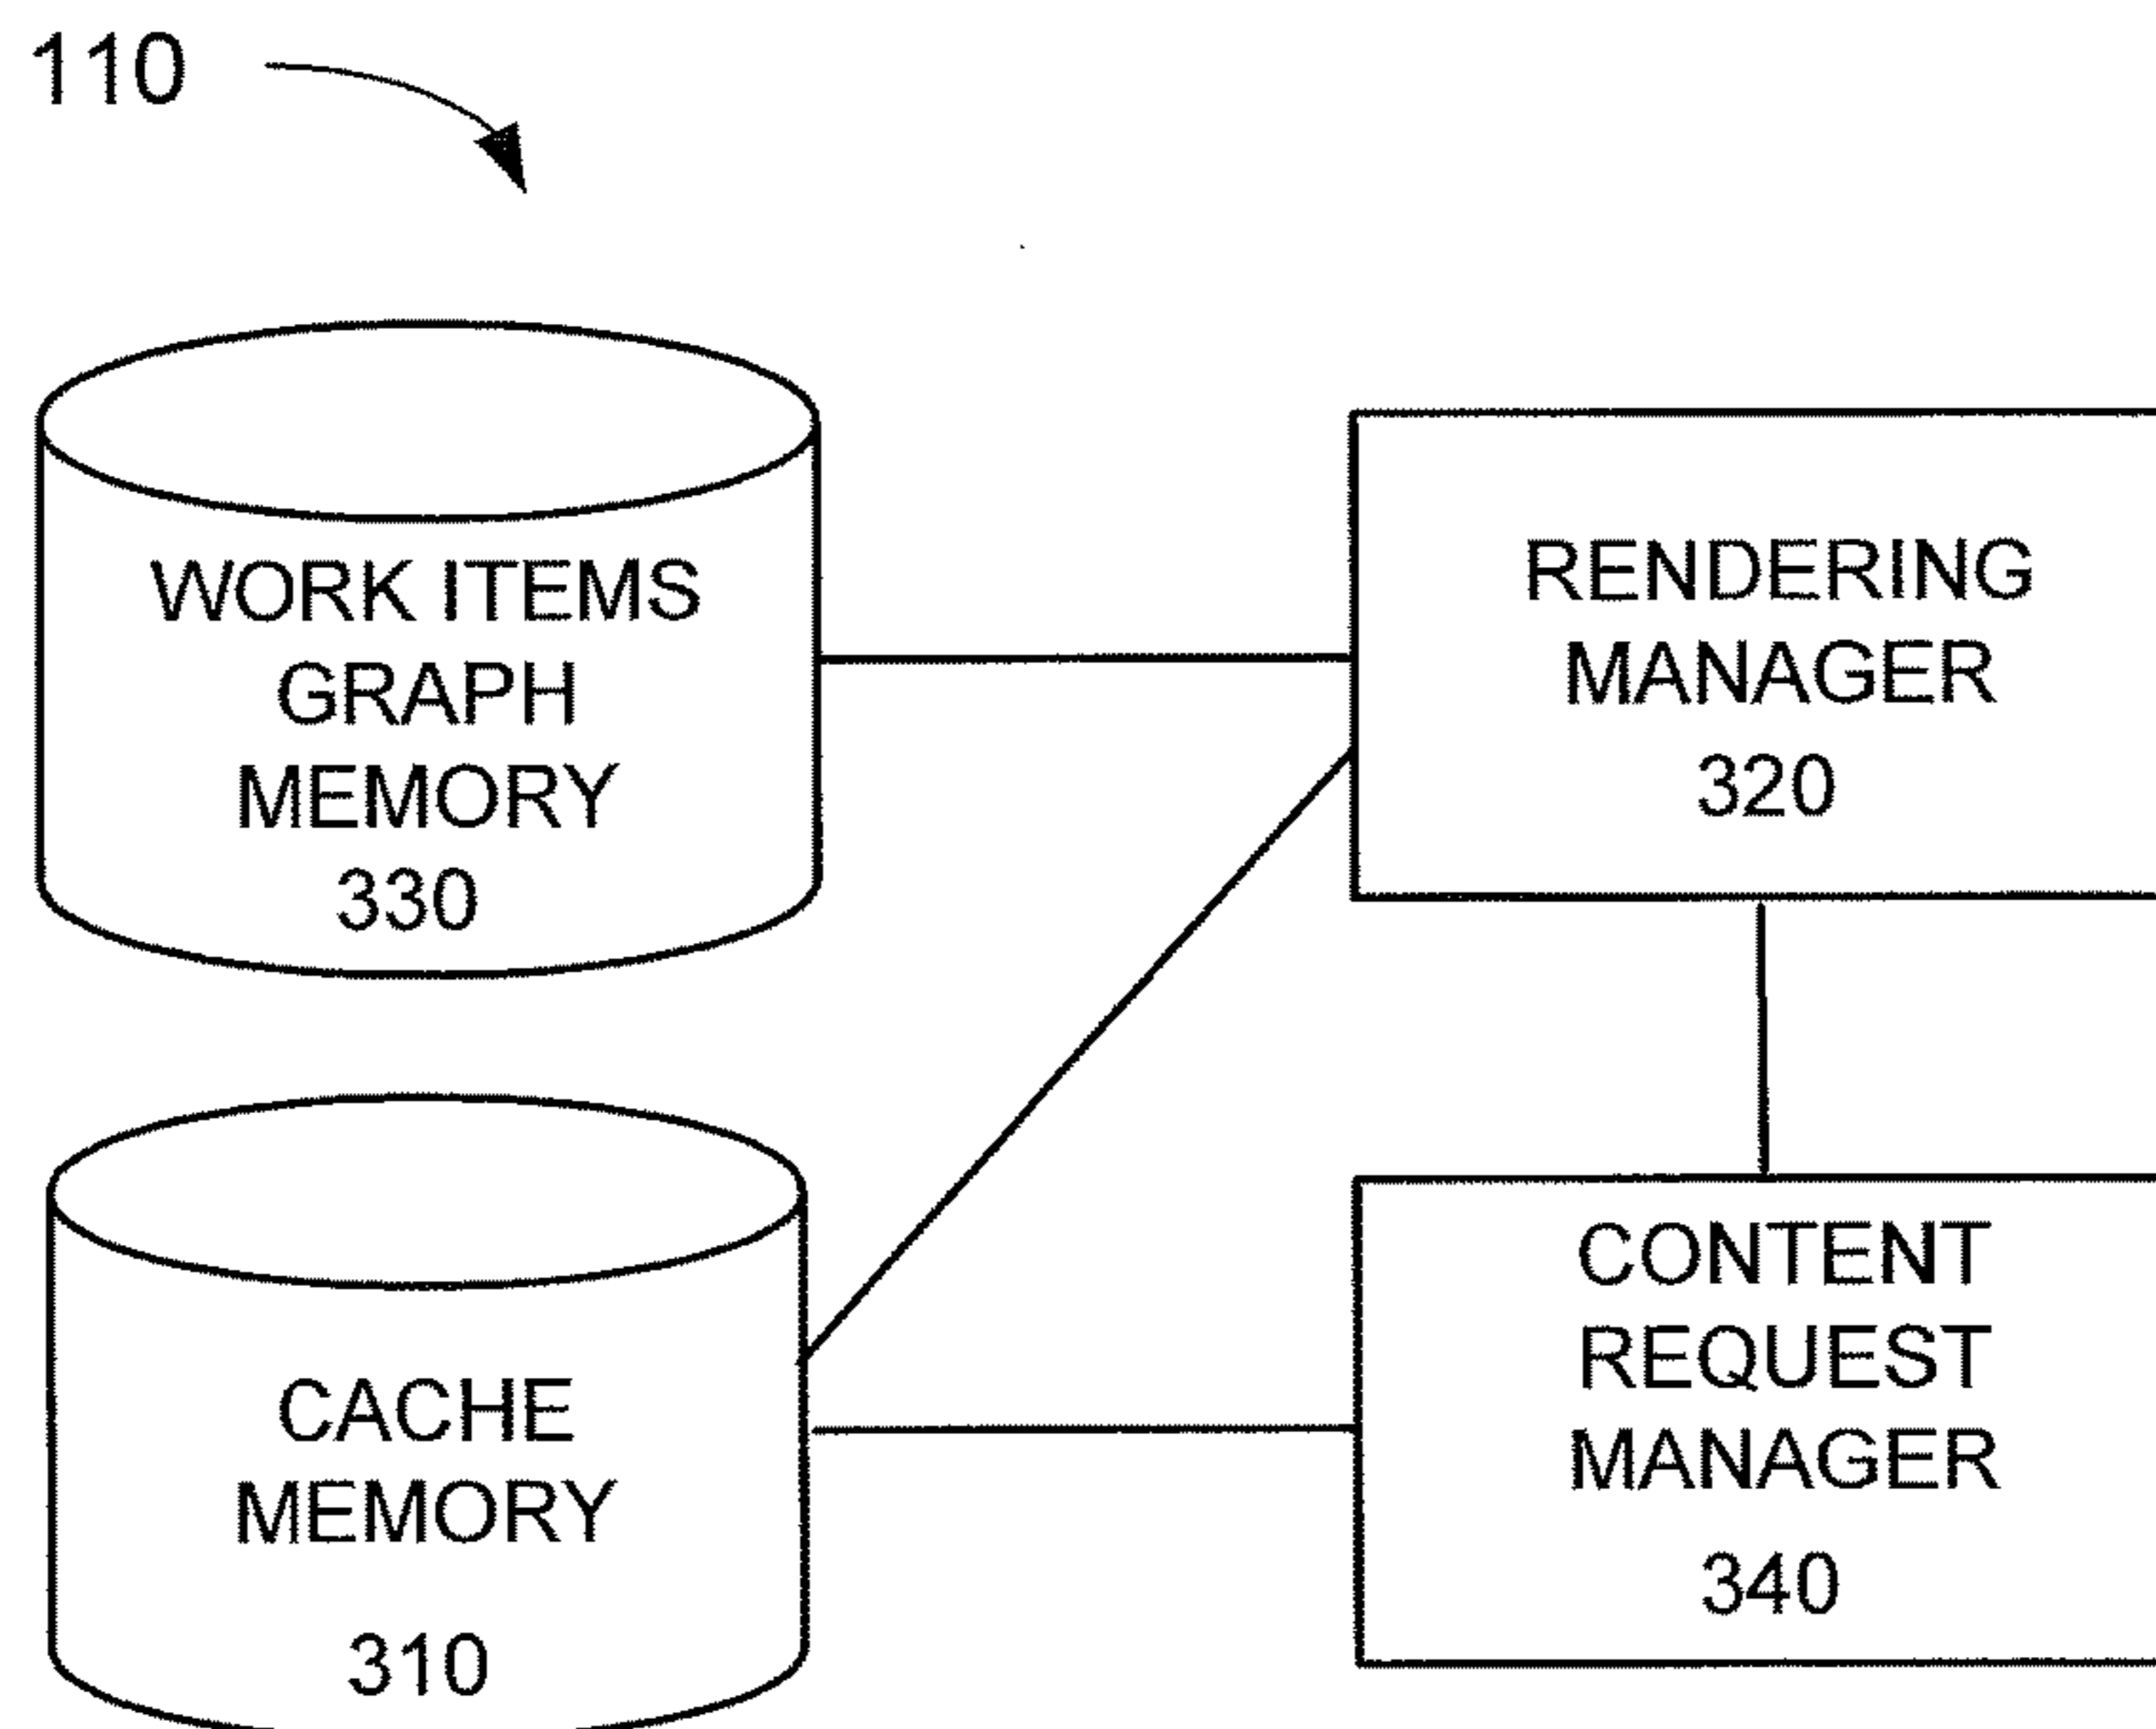 110
WORK ITEMS
GRAPH
MEMORY
330
RENDERING
MANAGER
320
CACHE
MEMORY
310
CONTENT
REQUEST
MANAGER
340